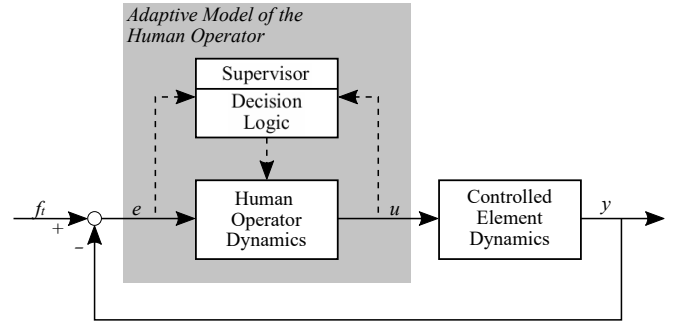 Adaptive Model of the
Human Operator
Supervisor
Decision
Logic
f_t
+
−
e
Human
Operator
Dynamics
u
Controlled
Element
Dynamics
y